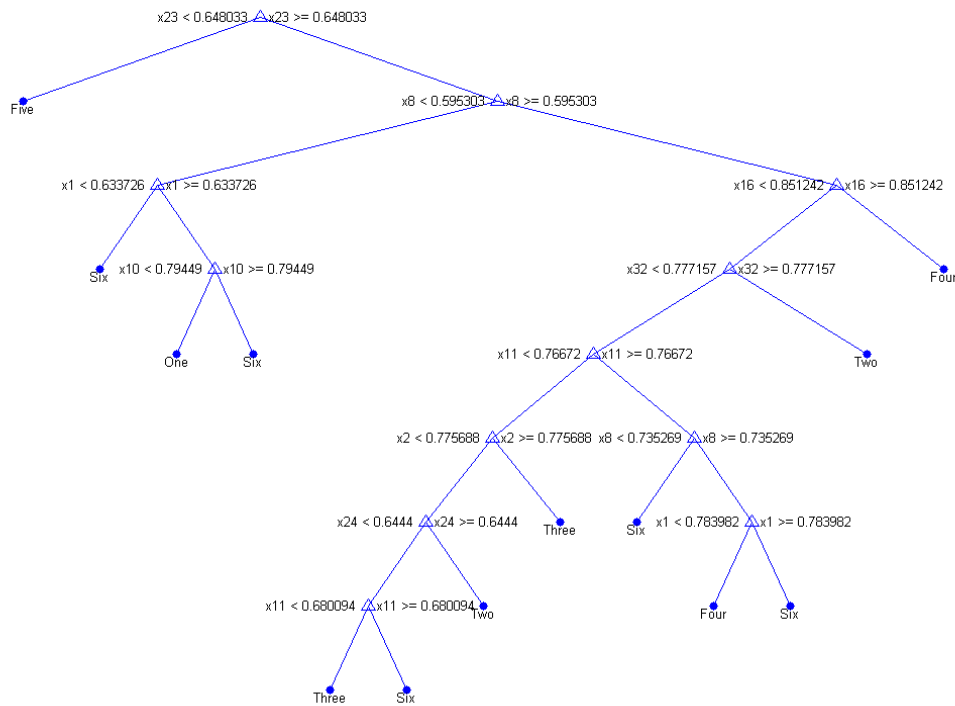 x23 < 0.648033 x23 >= 0.648033
Five
x8 < 0.595303 x8 >= 0.595303
x1 < 0.633726 x1 >= 0.633726
x16 < 0.851242 x16 >= 0.851242
Six
x10 < 0.79449 x10 >= 0.79449
x32 < 0.777157 x32 >= 0.777157
Four
One
Six
x11 < 0.76672 x11 >= 0.76672
Two
x2 < 0.775688 x2 >= 0.775688
x8 < 0.735269 x8 >= 0.735269
x24 < 0.6444 x24 >= 0.6444
Three
Six
x1 < 0.783982 x1 >= 0.783982
x11 < 0.680094 x11 >= 0.680094
Two
Four
Six
Three
Six